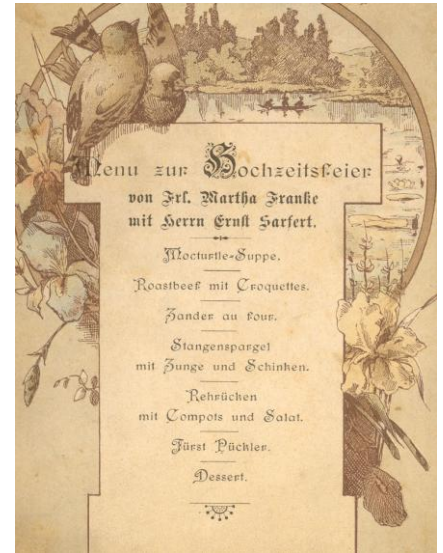 Menu zur Hochzeitsfeier
von Frl. Martha Franke
mit Herrn Ernst Sarfert.
Mocturtle-Suppe.
Roastbeef mit Croquettes.
Zander au four.
Stangenspargel
mit Zunge und Schinken.
Rehrücken
mit Compots und Salat.
Fürst Pückler.
Dessert.